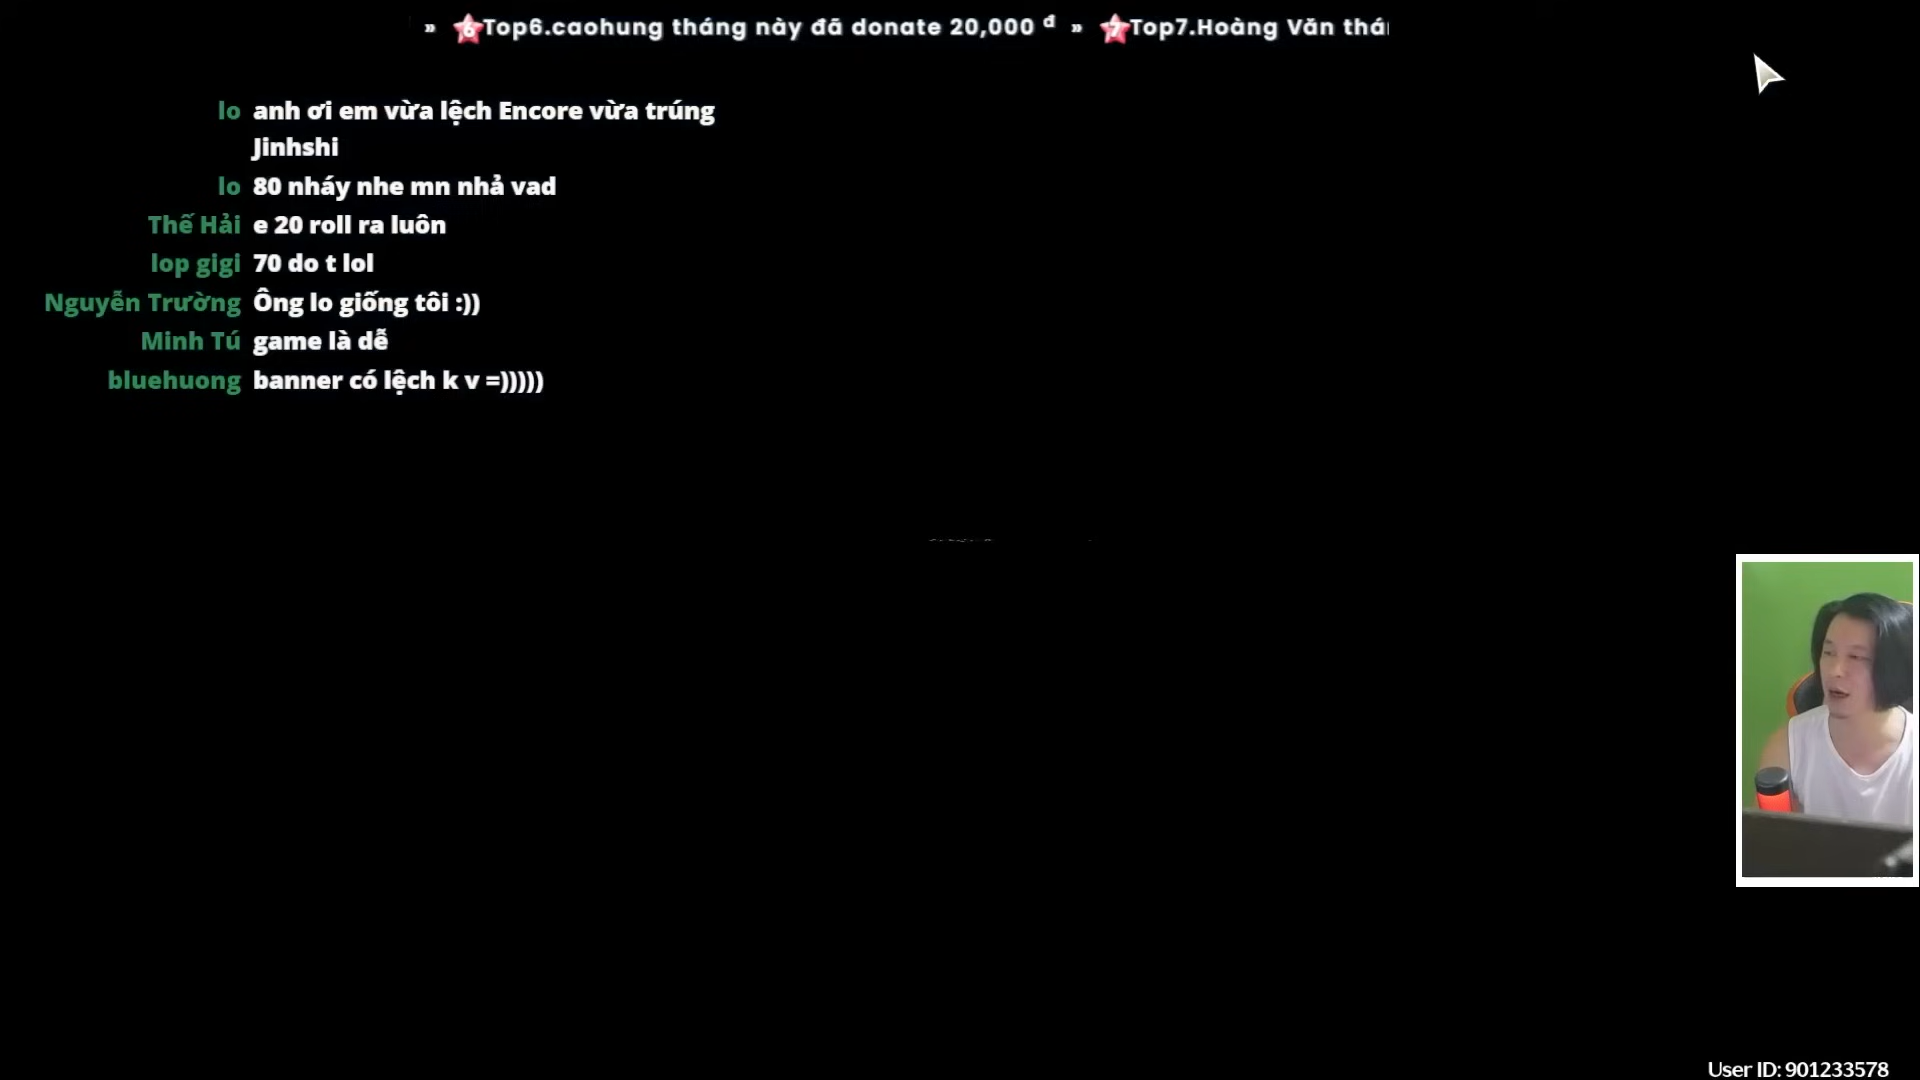 » 6 Top6.caohung tháng này đã donate 20,000 đ » 7 Top7.Hoàng Văn
lo anh ơi em vừa lệch Encore vừa trúng
Jinhshi
lo 80 nháy nhe mn nhả vad
Thế Hải e 20 roll ra luôn
lop gigi 70 do t lol
Nguyễn Trường Ông lo giống tôi :))
Minh Tú game là dễ
bluehuong banner có lệch k v =)))))
User ID: 901233578